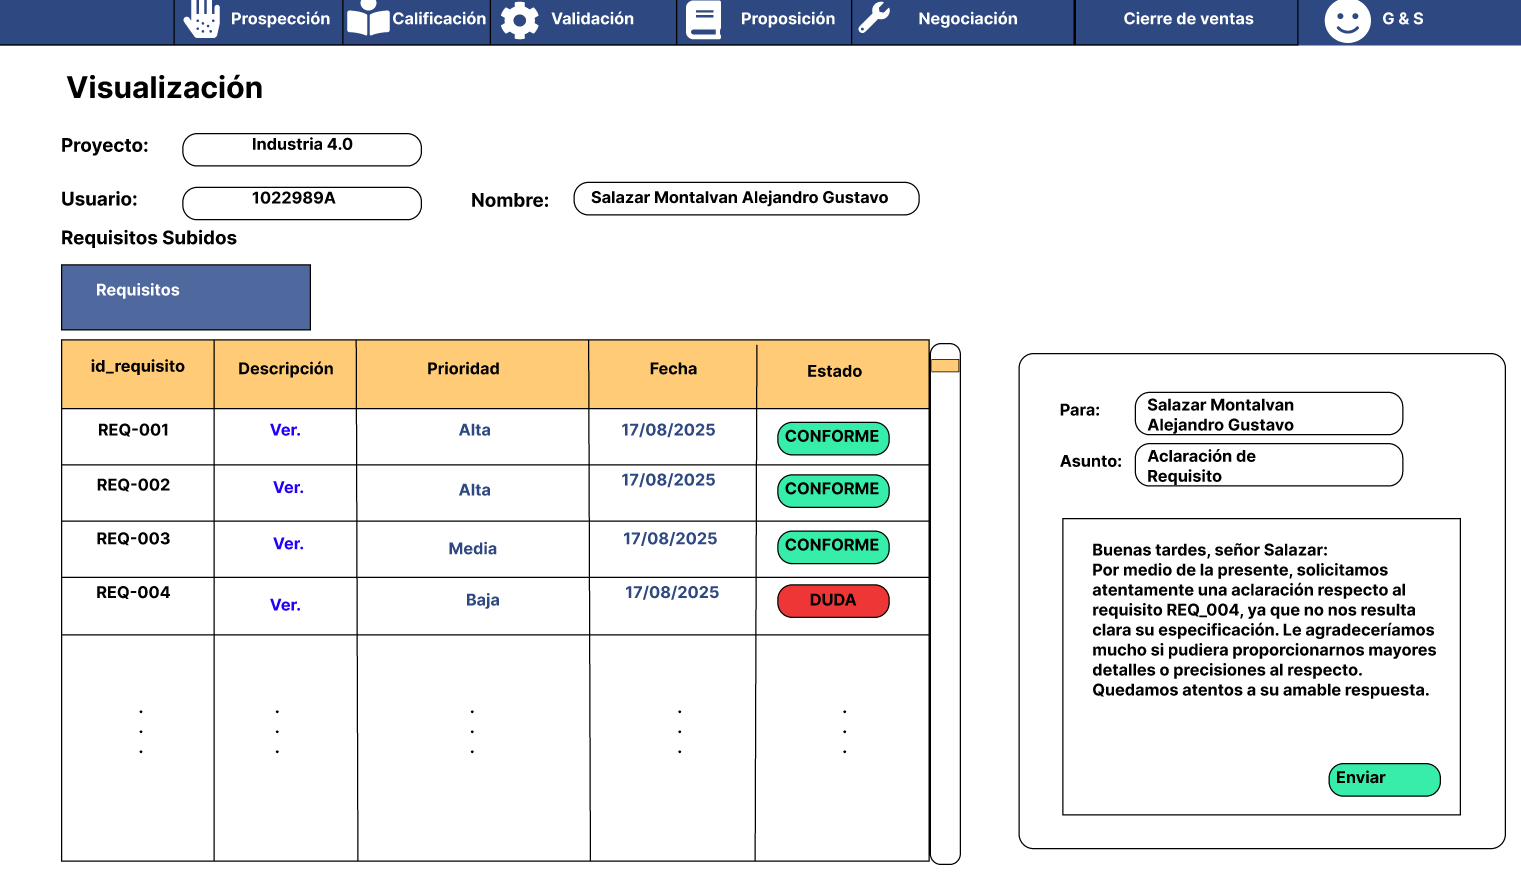 Prospección
Calificación
Validación
Proposición
Negociación
Cierre de ventas
G & S
Visualización
Proyecto:
Industria 4.0
Usuario:
1022989A
Nombre:
Salazar Montalvan Alejandro Gustavo
Requisitos Subidos
Requisitos
id_requisito
Descripción
Prioridad
Fecha
Estado
REQ-001
Ver.
Alta
17/08/2025
CONFORME
REQ-002
Ver.
Alta
17/08/2025
CONFORME
REQ-003
Ver.
Media
17/08/2025
CONFORME
REQ-004
Ver.
Baja
17/08/2025
DUDA
Para:
Salazar Montalvan
Alejandro Gustavo
Asunto:
Aclaración de
Requisito
Buenas tardes, señor Salazar:
Por medio de la presente, solicitamos
atentamente una aclaración respecto al
requisito REQ_004, ya que no nos resulta
clara su especificación. Le agradeceríamos
mucho si pudiera proporcionarnos mayores
detalles o precisiones al respecto.
Quedamos atentos a su amable respuesta.
Enviar